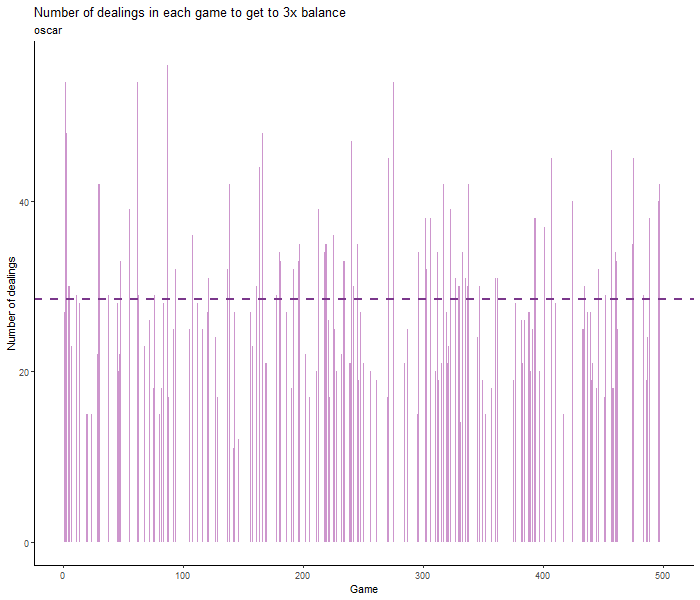 Number of dealings in each game to get to 3x balance
oscar
Number of dealings
40
20
0
0 100 200 300 400 500
Game